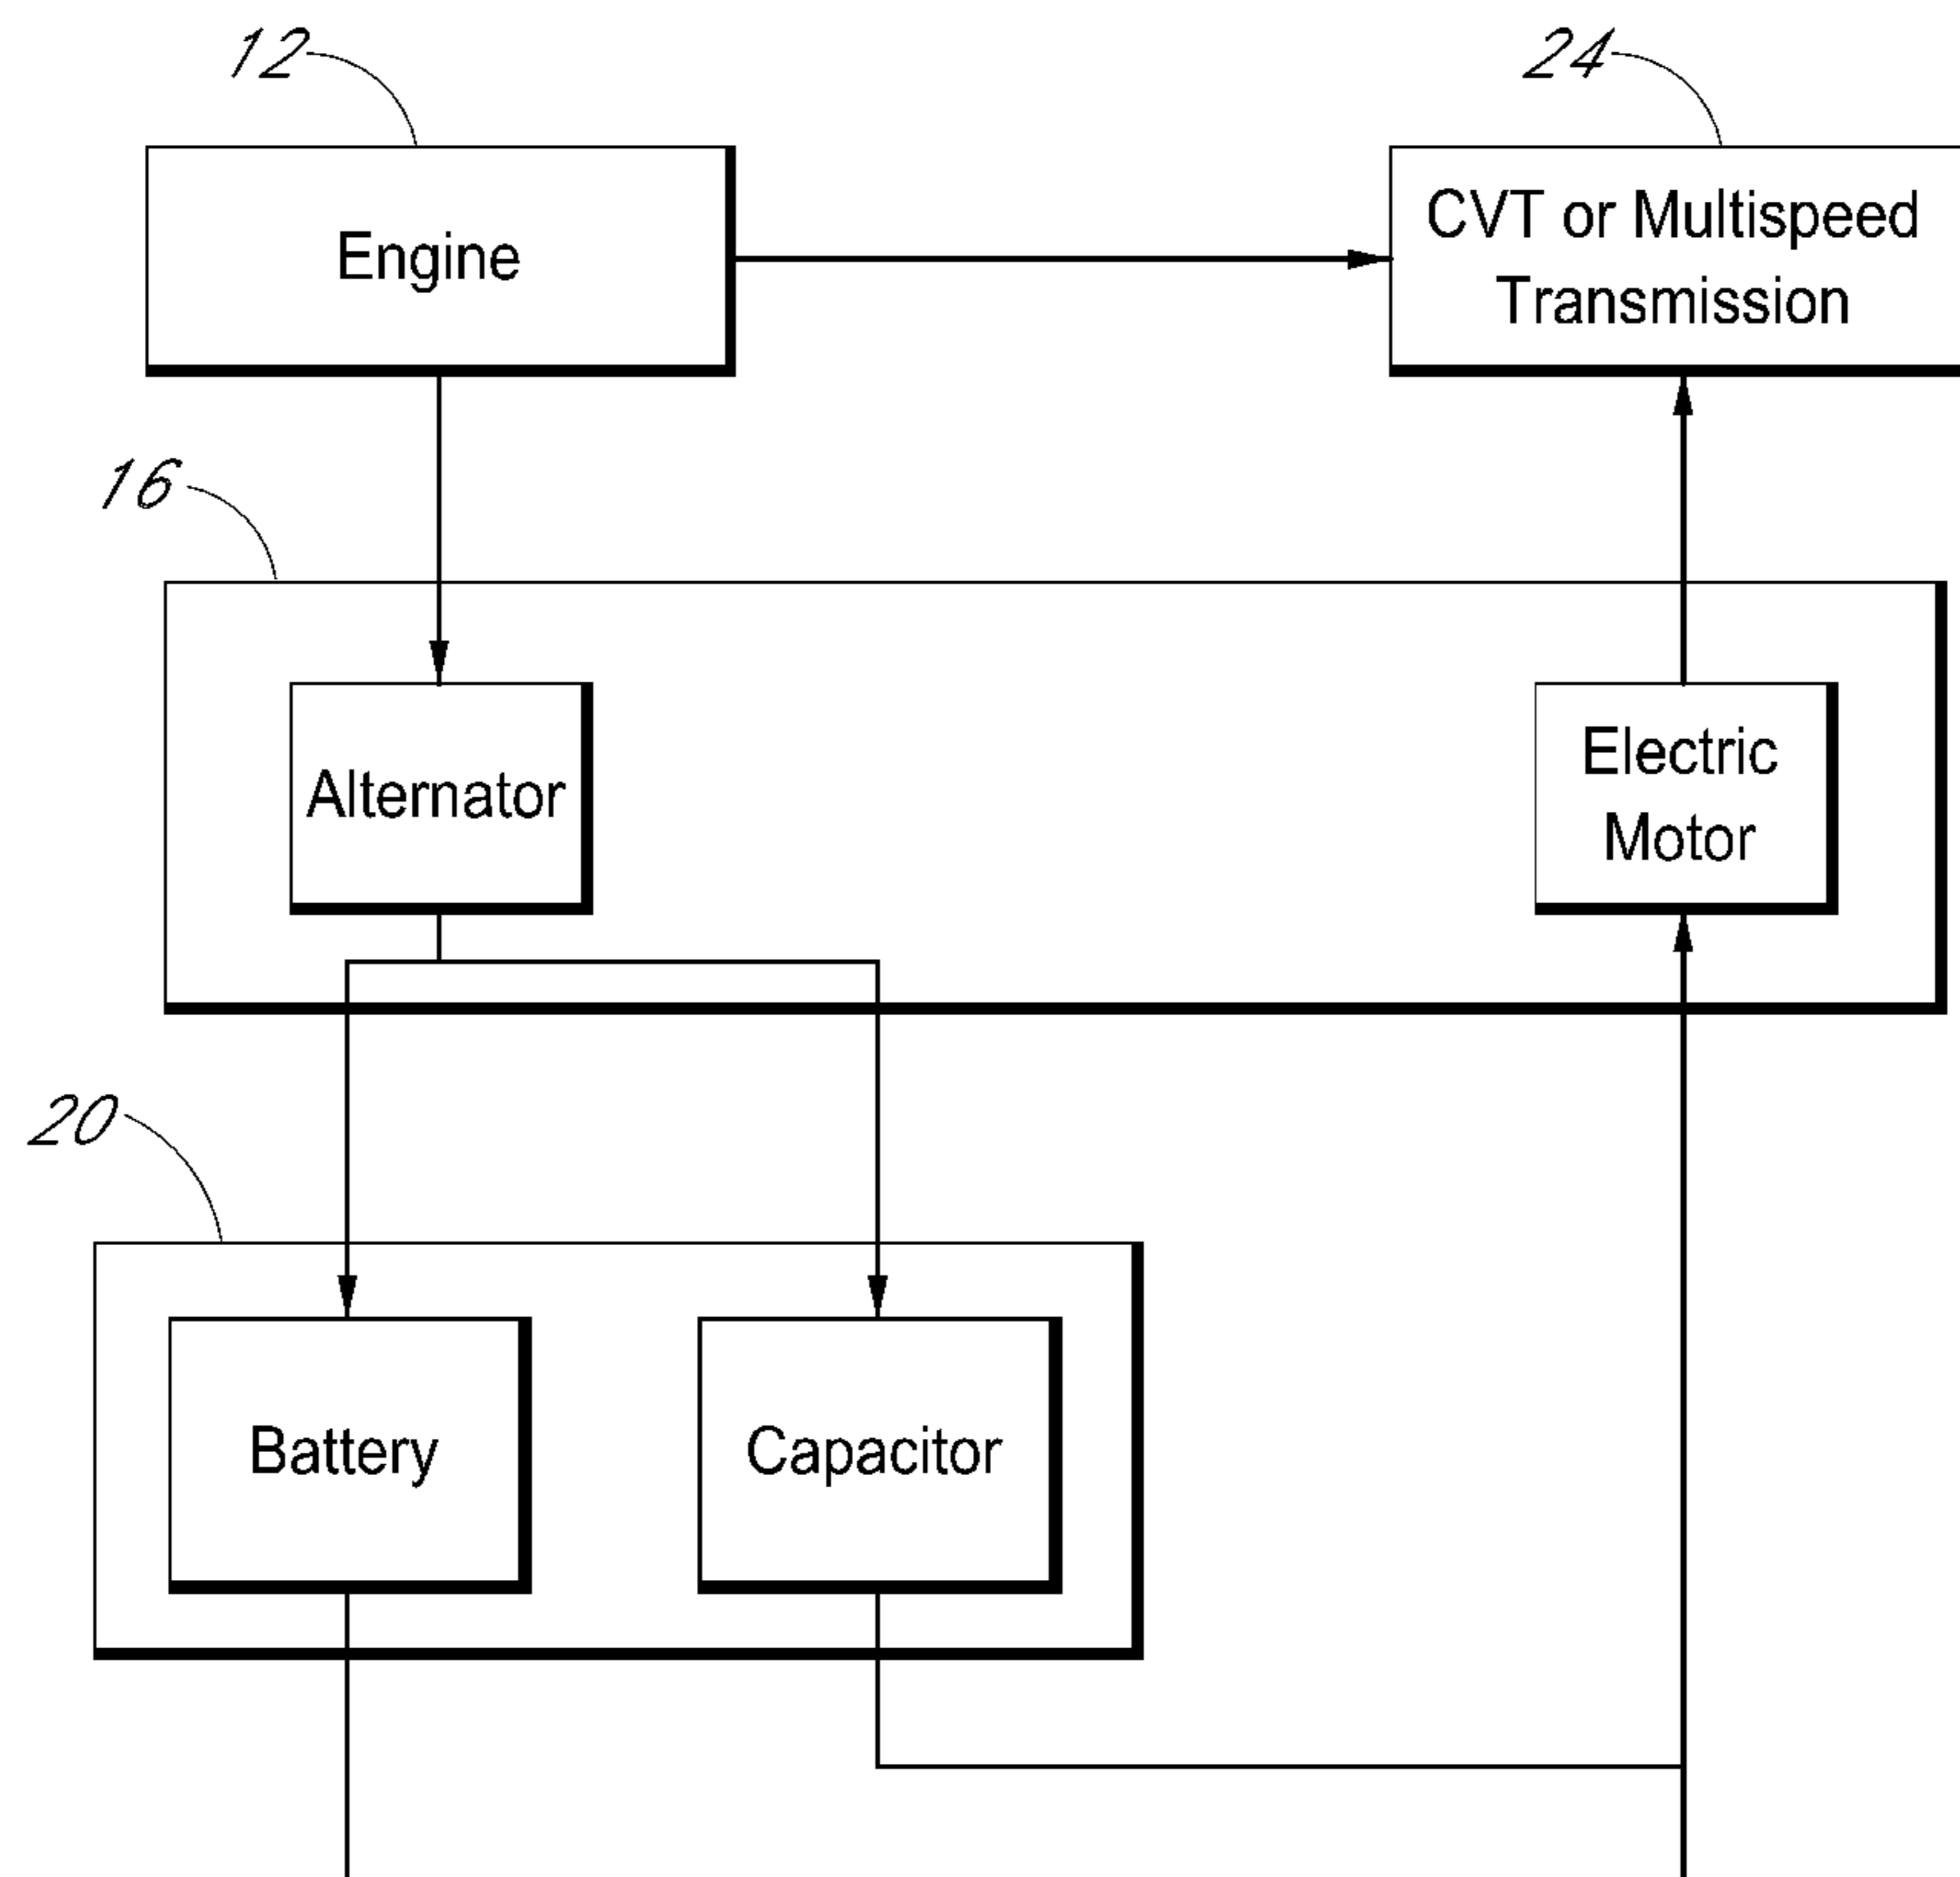 12
24
Engine
CVT or Multispeed
Transmission
16
Alternator
Electric
Motor
20
Battery
Capacitor